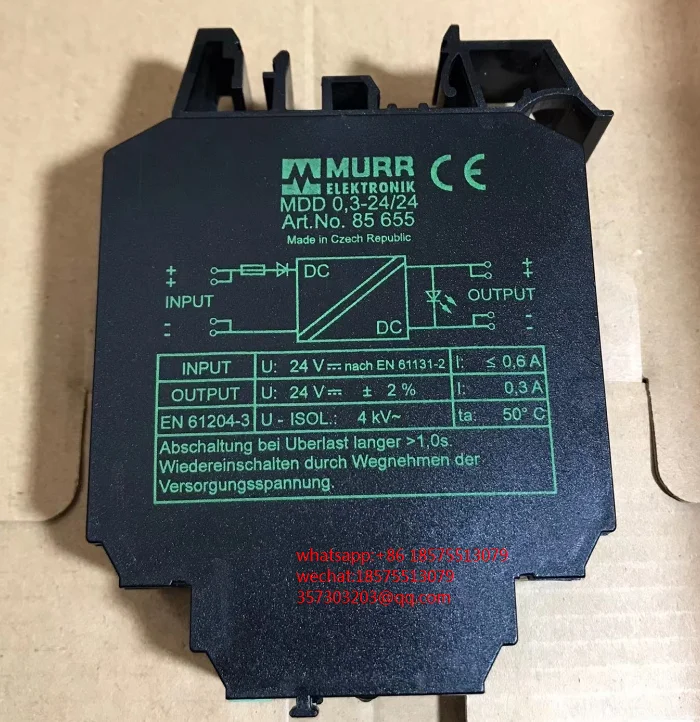 MURR
ELEKTRONIK
CE
MDD 0,3-24/24
Art.No. 85 655
Made in Czech Republic
+
+
INPUT
-
-
DC
DC
+
+
OUTPUT
-
-
INPUT U: 24 V⎓ nach EN 61131-2 I: ≤ 0,6 A
OUTPUT U: 24 V⎓ ± 2 % I: 0,3 A
EN 61204-3 U - ISOL.: 4 kV~ ta: 50° C
Abschaltung bei Überlast langer >1,0s.
Wiedereinschalten durch Wegnehmen der
Versorgungsspannung.
whatsapp:+86-18575513079
wechat:18575513079
357303203@qq.com